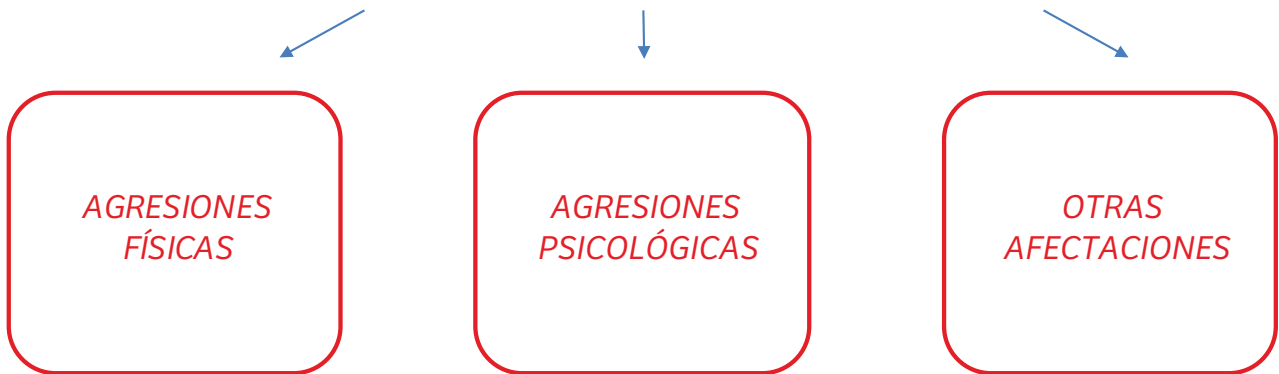 AGRESIONES
FÍSICAS
AGRESIONES
PSICOLÓGICAS
OTRAS
AFECTACIONES